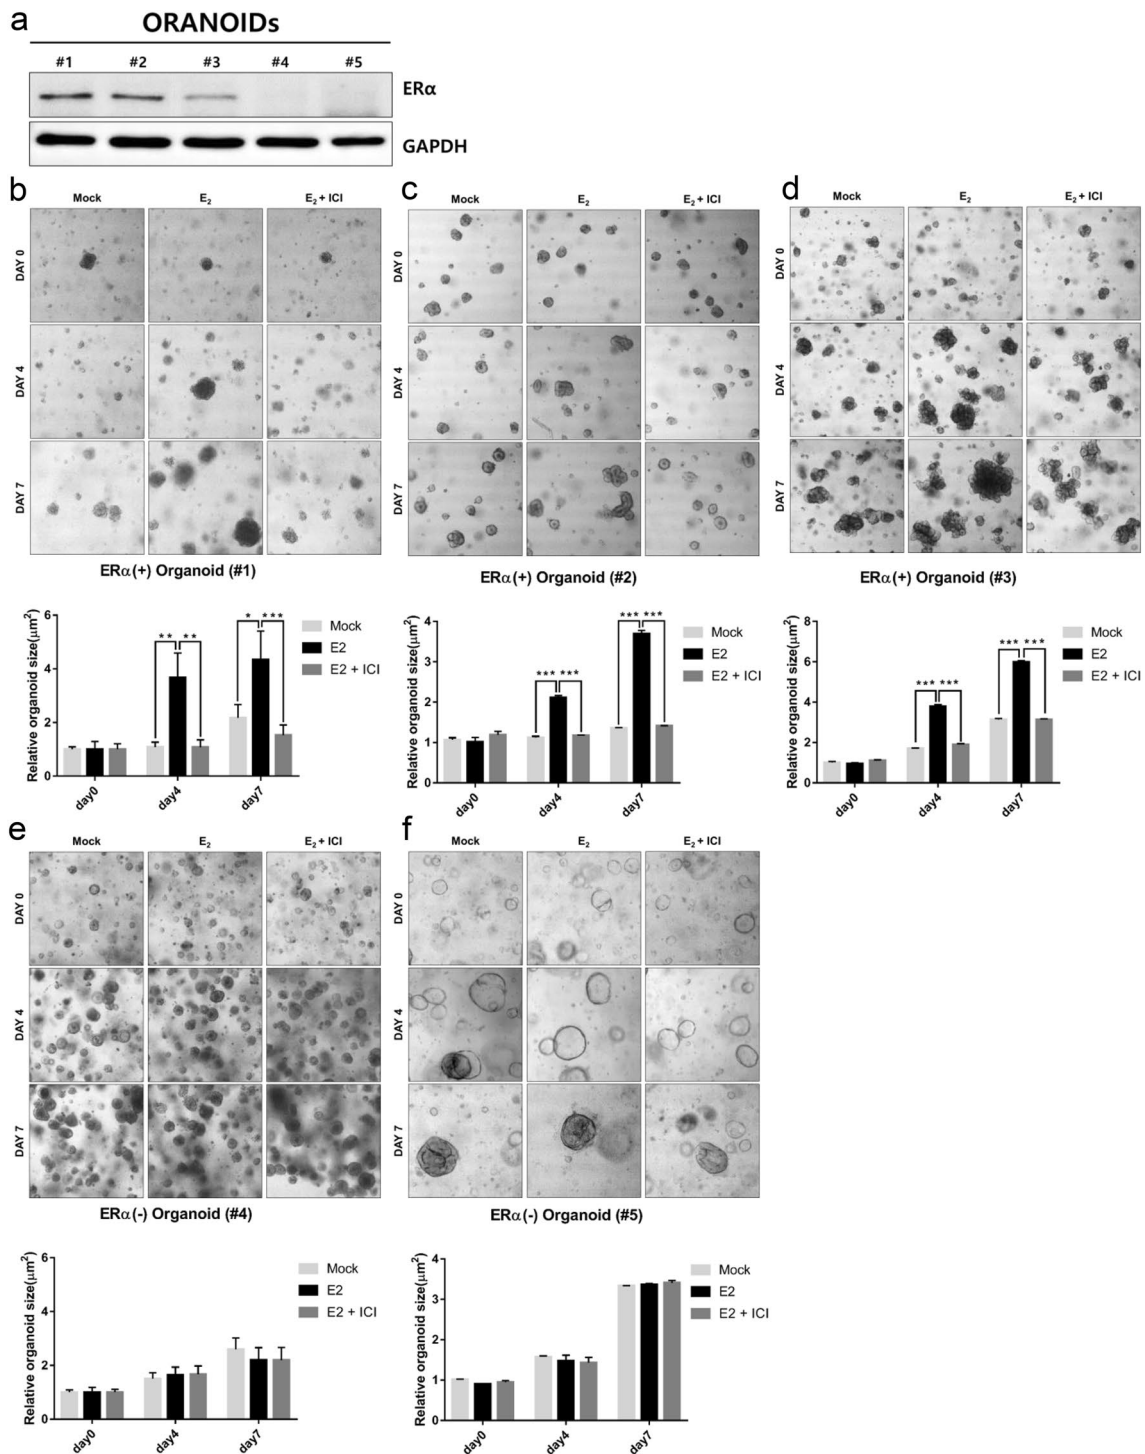 a
ORANOIDs
#1 #2 #3 #4 #5
ERα
GAPDH
b
Mock E₂ E₂ + ICI
DAY 0
DAY 4
DAY 7
ERα(+) Organoid (#1)
Relative organoid size(µm²)
6
4
2
0
** **
* ***
Mock
E2
E2 + ICI
day0 day4 day7
c
Mock E₂ E₂ + ICI
DAY 0
DAY 4
DAY 7
ERα(+) Organoid (#2)
Relative organoid size(µm²)
4
3
2
1
0
*** ***
*** ***
Mock
E2
E2 + ICI
day0 day4 day7
d
Mock E₂ E₂ + ICI
DAY 0
DAY 4
DAY 7
ERα(+) Organoid (#3)
Relative organoid size(µm²)
8
6
4
2
0
*** ***
*** ***
Mock
E2
E2 + ICI
day0 day4 day7
e
Mock E₂ E₂ + ICI
DAY 0
DAY 4
DAY 7
ERα(-) Organoid (#4)
Relative organoid size(µm²)
6
4
2
0
Mock
E2
E2 + ICI
day0 day4 day7
f
Mock E₂ E₂ + ICI
DAY 0
DAY 4
DAY 7
ERα(-) Organoid (#5)
Relative organoid size(µm²)
4
3
2
1
0
Mock
E2
E2 + ICI
day0 day4 day7